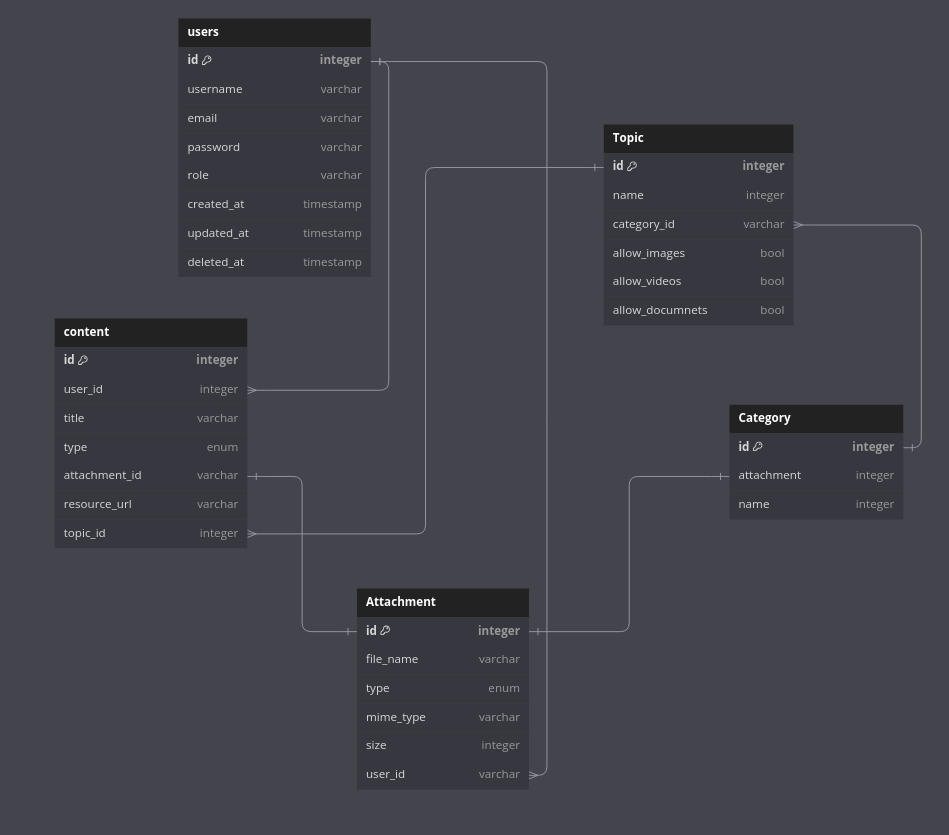 users
id integer
username varchar
email varchar
password varchar
role varchar
created_at timestamp
updated_at timestamp
deleted_at timestamp
Topic
id integer
name integer
category_id varchar
allow_images bool
allow_videos bool
allow_documnets bool
content
id integer
user_id integer
title varchar
type enum
attachment_id varchar
resource_url varchar
topic_id integer
Category
id integer
attachment integer
name integer
Attachment
id integer
file_name varchar
type enum
mime_type varchar
size integer
user_id varchar